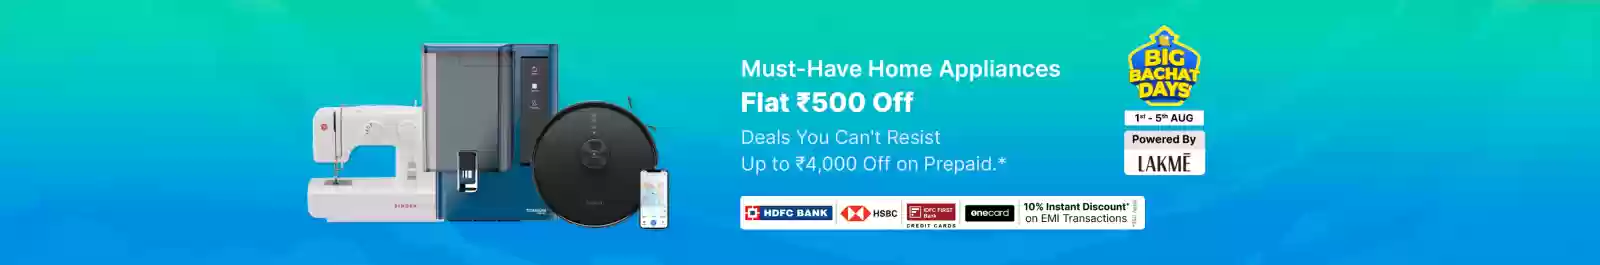 Must-Have Home Appliances
Flat ₹500 Off
Deals You Can't Resist
Up to ₹4,000 Off on Prepaid.*
HDFC BANK
HSBC
IDFC FIRST
Bank
CREDIT CARDS
onecard
10% Instant Discount*
on EMI Transactions
BIG
BACHAT
DAYS
1st - 5th AUG
Powered By
LAKMĒ
SINGER